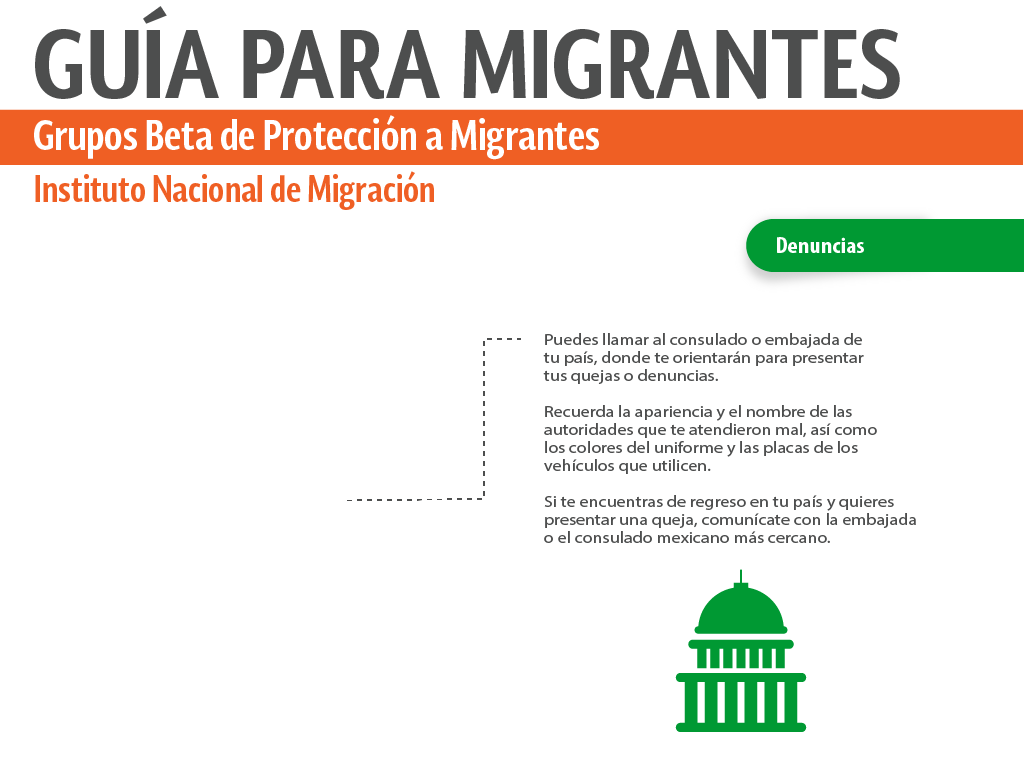 GUÍA PARA MIGRANTES
Grupos Beta de Protección a Migrantes
Instituto Nacional de Migración
Denuncias
Puedes llamar al consulado o embajada de
tu país, donde te orientarán para presentar
tus quejas o denuncias.
Recuerda la apariencia y el nombre de las
autoridades que te atendieron mal, así como
los colores del uniforme y las placas de los
vehículos que utilicen.
Si te encuentras de regreso en tu país y quieres
presentar una queja, comunícate con la embajada
o el consulado mexicano más cercano.